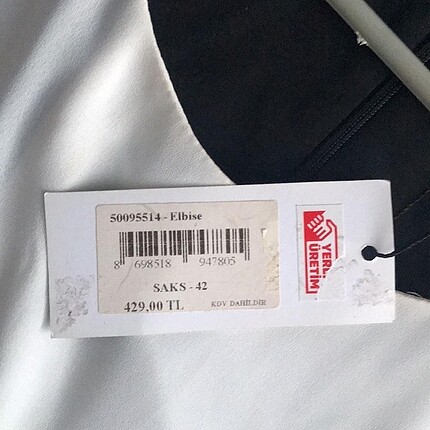 50095514 - Elbise
8 698518 947805
SAKS - 42
429,00 TL
KDV DAHİLDİR
YERLİ
ÜRETİM